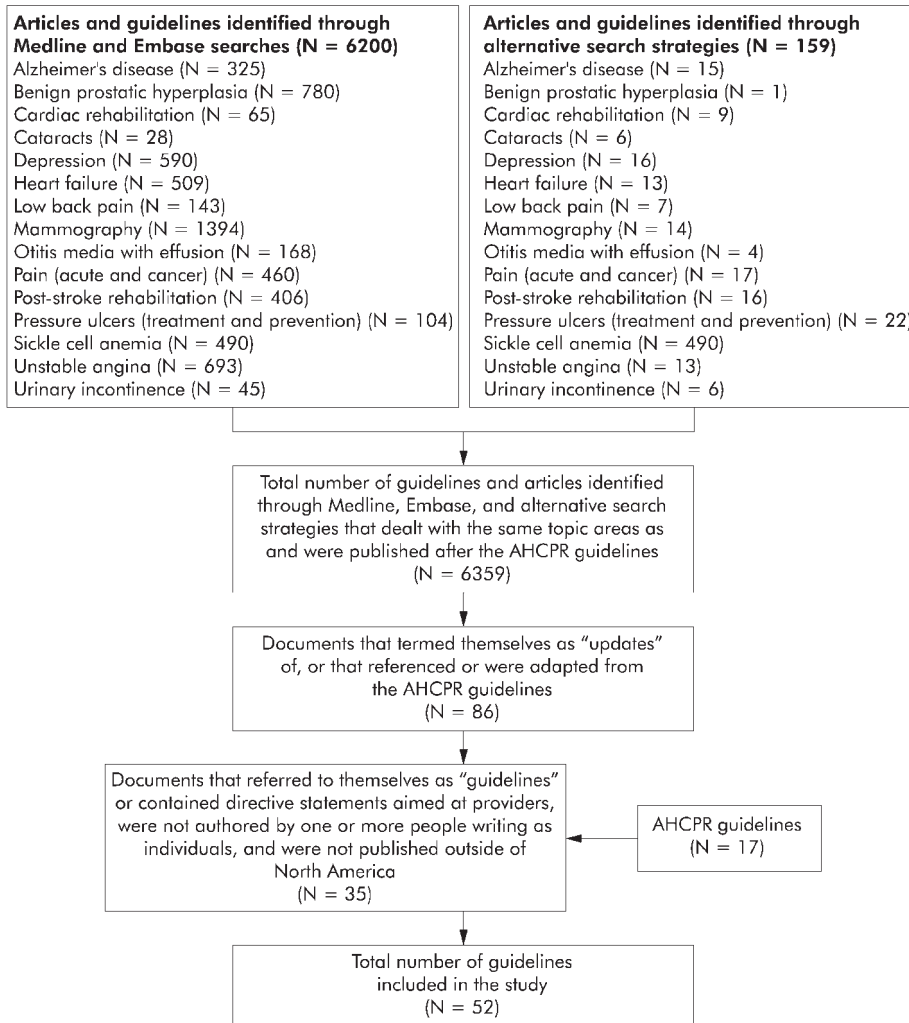 Articles and guidelines identified through
Medline and Embase searches (N = 6200)
Alzheimer's disease (N = 325)
Benign prostatic hyperplasia (N = 780)
Cardiac rehabilitation (N = 65)
Cataracts (N = 28)
Depression (N = 590)
Heart failure (N = 509)
Low back pain (N = 143)
Mammography (N = 1394)
Otitis media with effusion (N = 168)
Pain (acute and cancer) (N = 460)
Post-stroke rehabilitation (N = 406)
Pressure ulcers (treatment and prevention) (N = 104)
Sickle cell anemia (N = 490)
Unstable angina (N = 693)
Urinary incontinence (N = 45)
Articles and guidelines identified through
alternative search strategies (N = 159)
Alzheimer's disease (N = 15)
Benign prostatic hyperplasia (N = 1)
Cardiac rehabilitation (N = 9)
Cataracts (N = 6)
Depression (N = 16)
Heart failure (N = 13)
Low back pain (N = 7)
Mammography (N = 14)
Otitis media with effusion (N = 4)
Pain (acute and cancer) (N = 17)
Post-stroke rehabilitation (N = 16)
Pressure ulcers (treatment and prevention) (N = 22)
Sickle cell anemia (N = 490)
Unstable angina (N = 13)
Urinary incontinence (N = 6)
Total number of guidelines and articles identified
through Medline, Embase, and alternative search
strategies that dealt with the same topic areas as
and were published after the AHCPR guidelines
(N = 6359)
Documents that termed themselves as “updates”
of, or that referenced or were adapted from
the AHCPR guidelines
(N = 86)
Documents that referred to themselves as “guidelines”
or contained directive statements aimed at providers,
were not authored by one or more people writing as
individuals, and were not published outside of
North America
(N = 35)
AHCPR guidelines
(N = 17)
Total number of guidelines
included in the study
(N = 52)